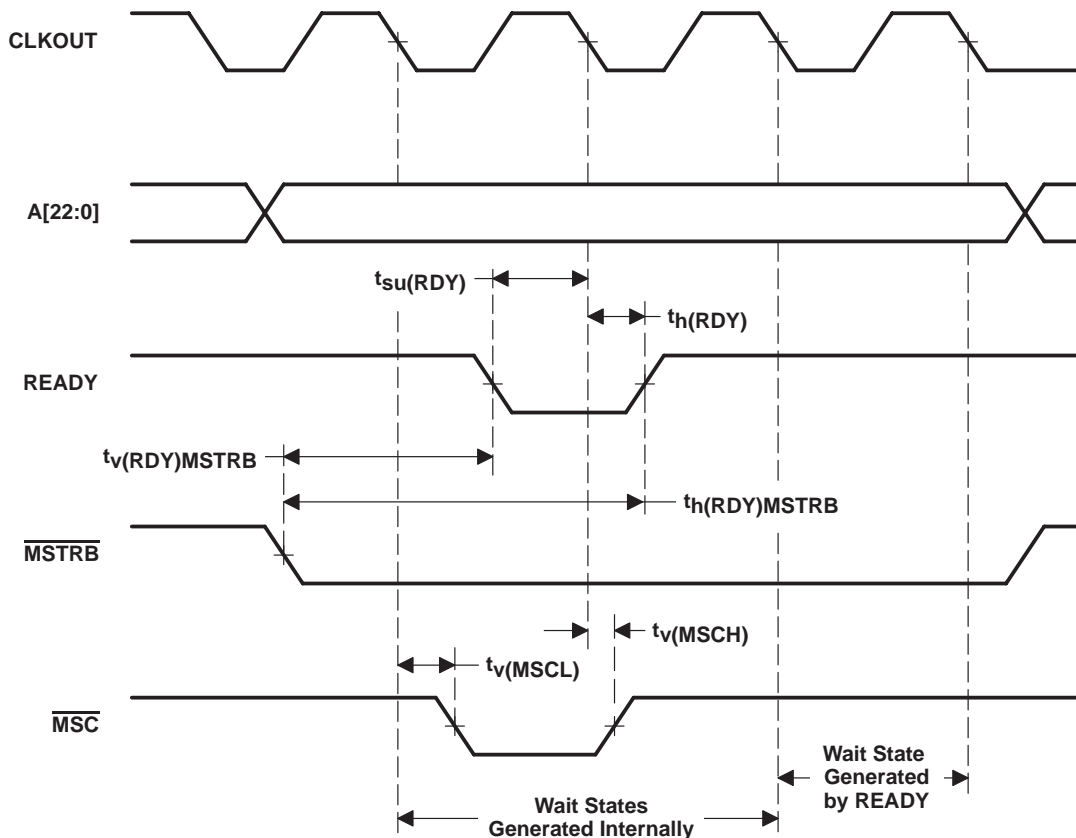 CLKOUT
A[22:0]
tsu(RDY)
th(RDY)
READY
tv(RDY)MSTRB
th(RDY)MSTRB
MSTRB
tv(MSCH)
tv(MSCL)
MSC
Wait State
Generated
by READY
Wait States
Generated Internally